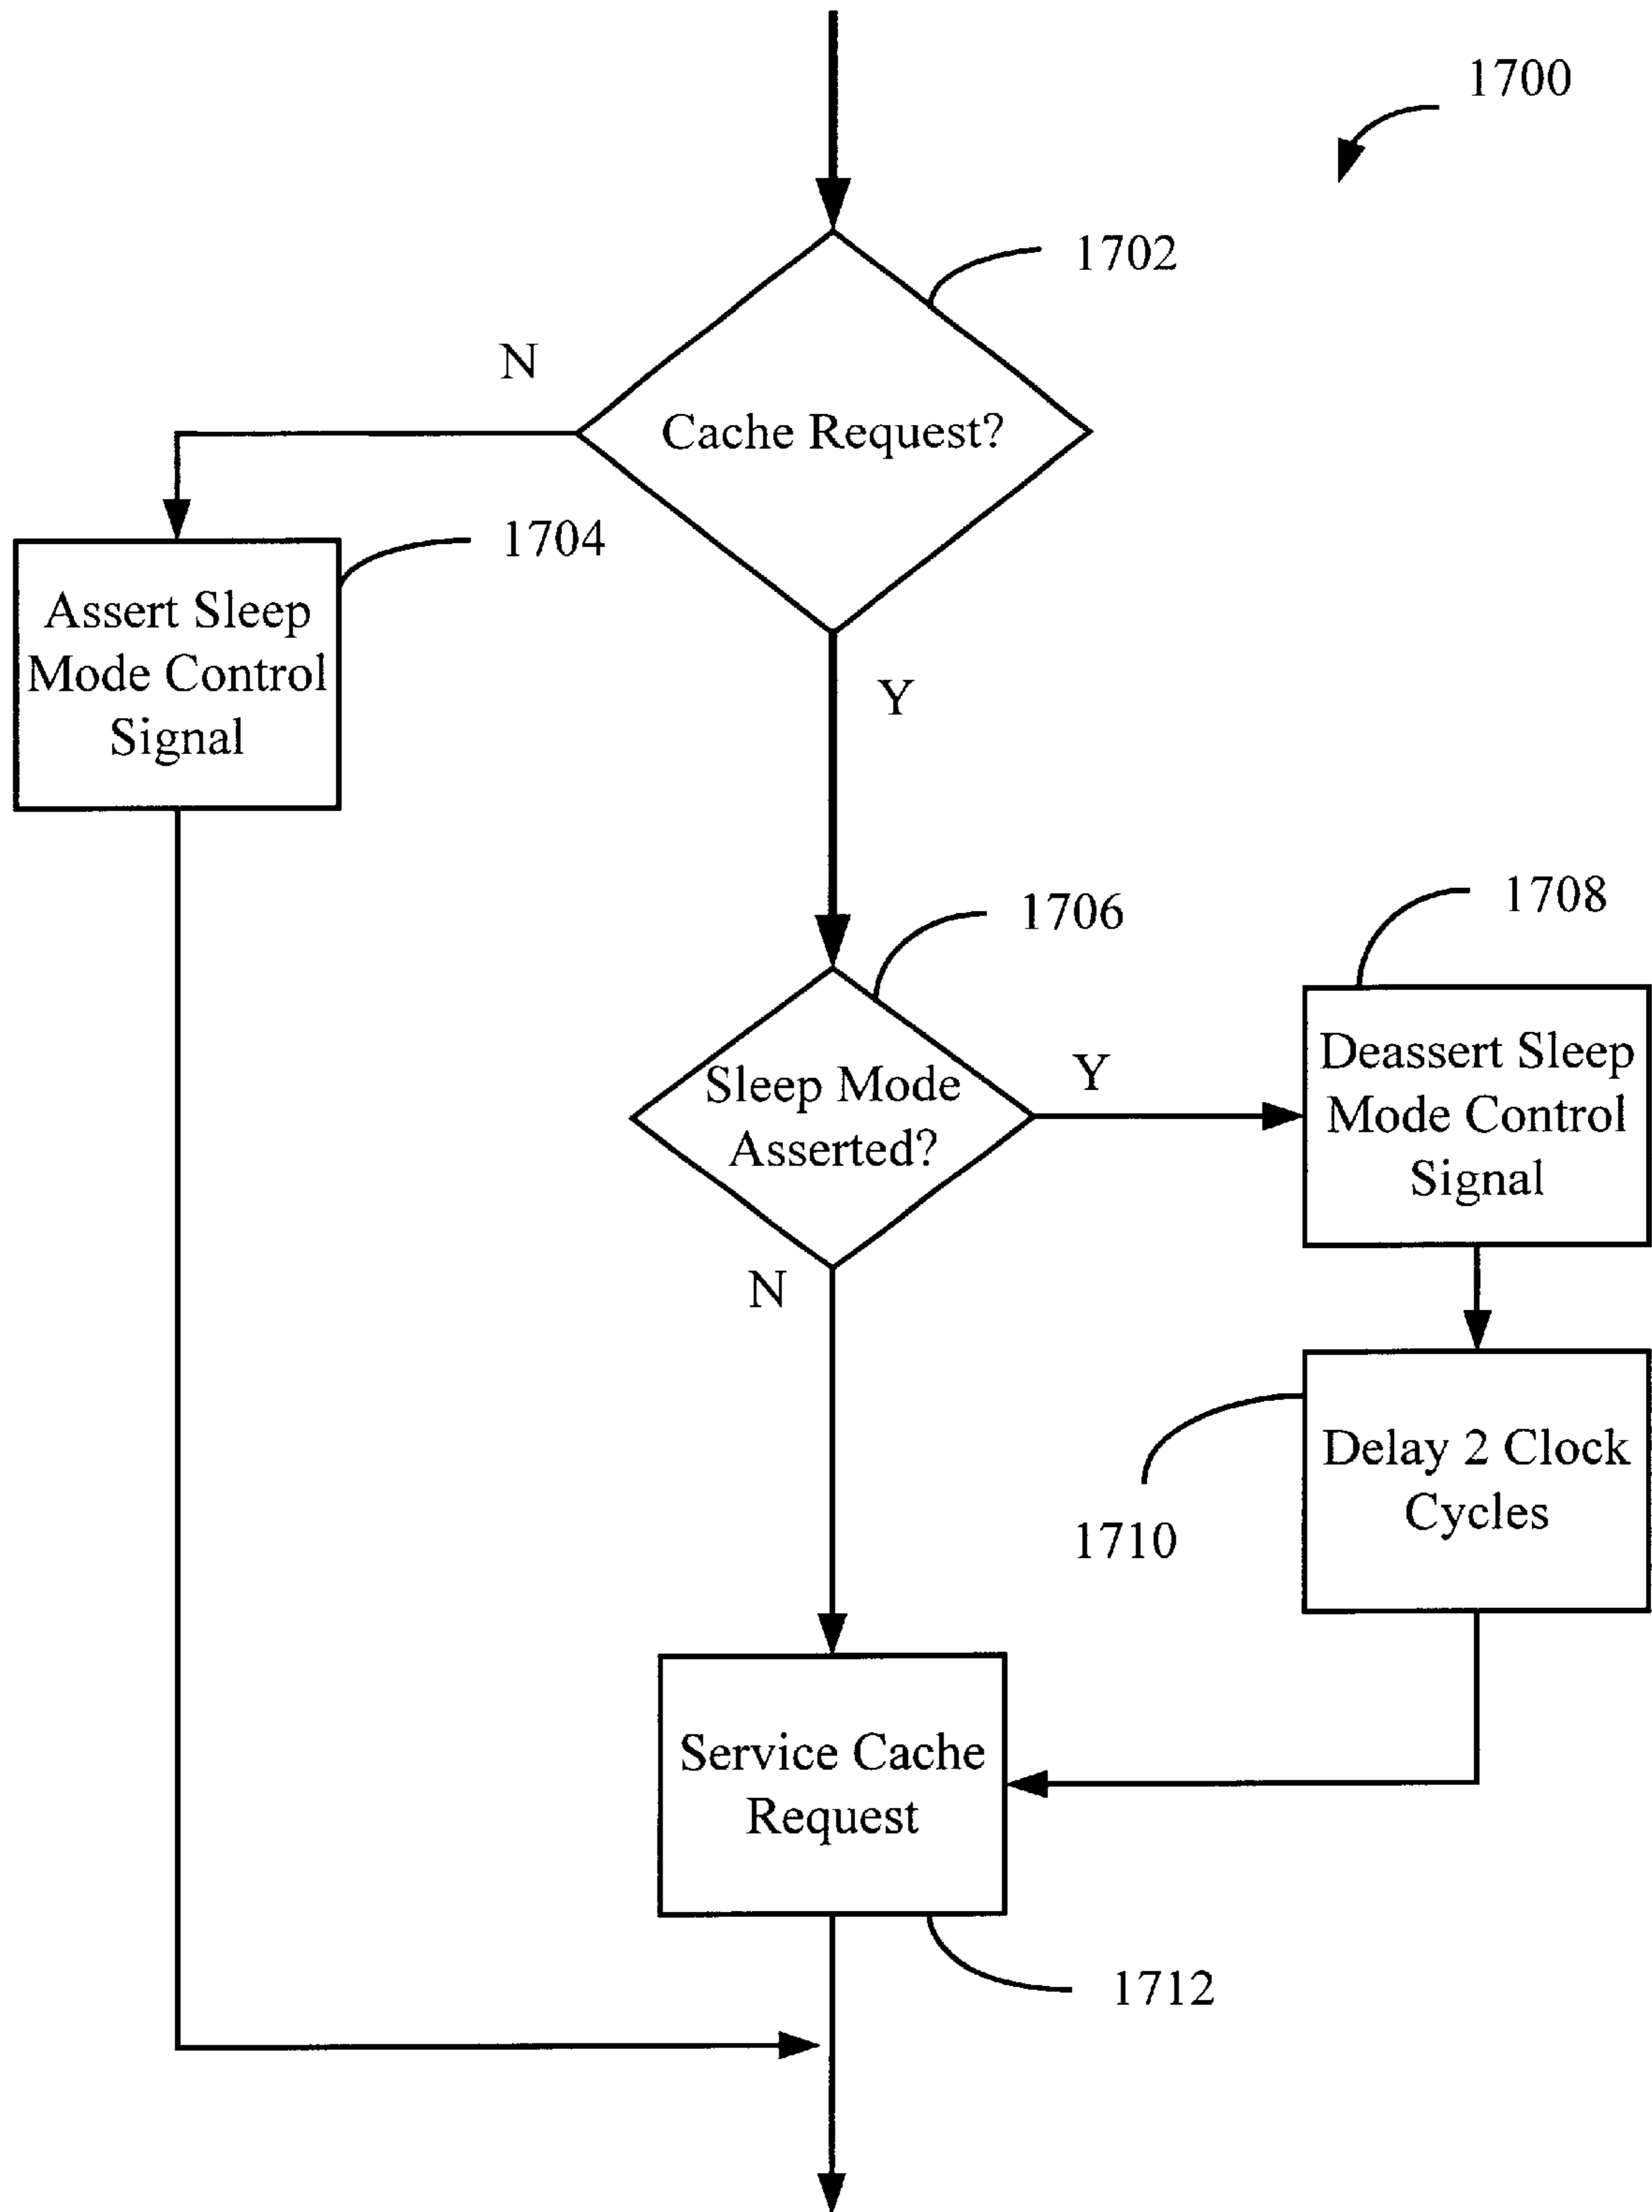 1700
1702
N
Cache Request?
1704
Assert Sleep
Mode Control
Signal
Y
1706
1708
Sleep Mode
Asserted?
Y
Deassert Sleep
Mode Control
Signal
N
Delay 2 Clock
Cycles
1710
Service Cache
Request
1712